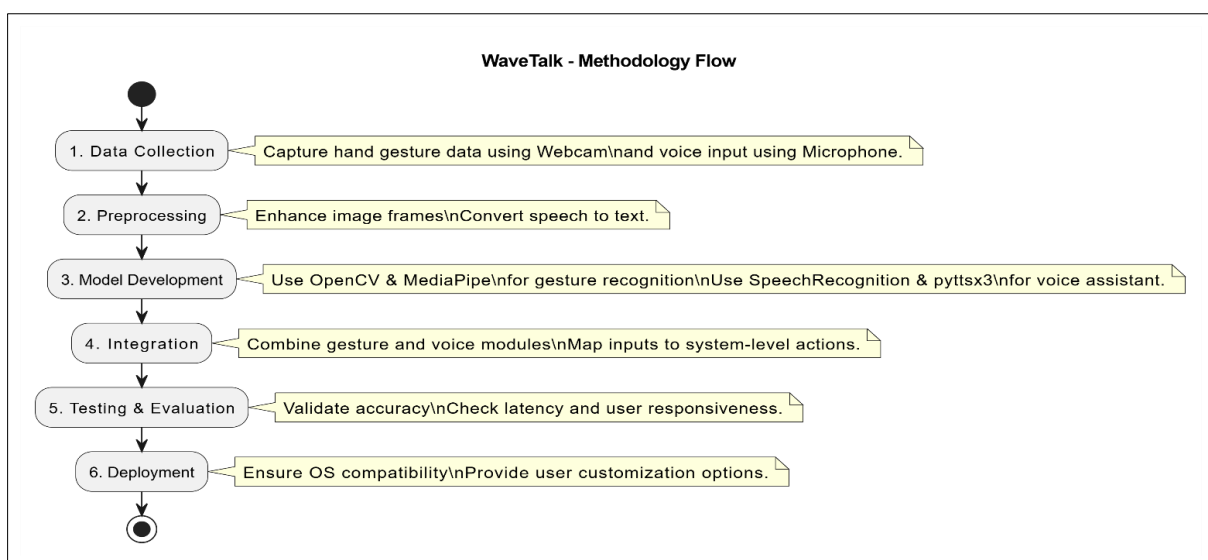 WaveTalk - Methodology Flow
1. Data Collection
Capture hand gesture data using Webcam\nand voice input using Microphone.
2. Preprocessing
Enhance image frames\nConvert speech to text.
3. Model Development
Use OpenCV & MediaPipe\nfor gesture recognition\nUse SpeechRecognition & pyttsx3\nfor voice assistant.
4. Integration
Combine gesture and voice modules\nMap inputs to system-level actions.
5. Testing & Evaluation
Validate accuracy\nCheck latency and user responsiveness.
6. Deployment
Ensure OS compatibility\nProvide user customization options.